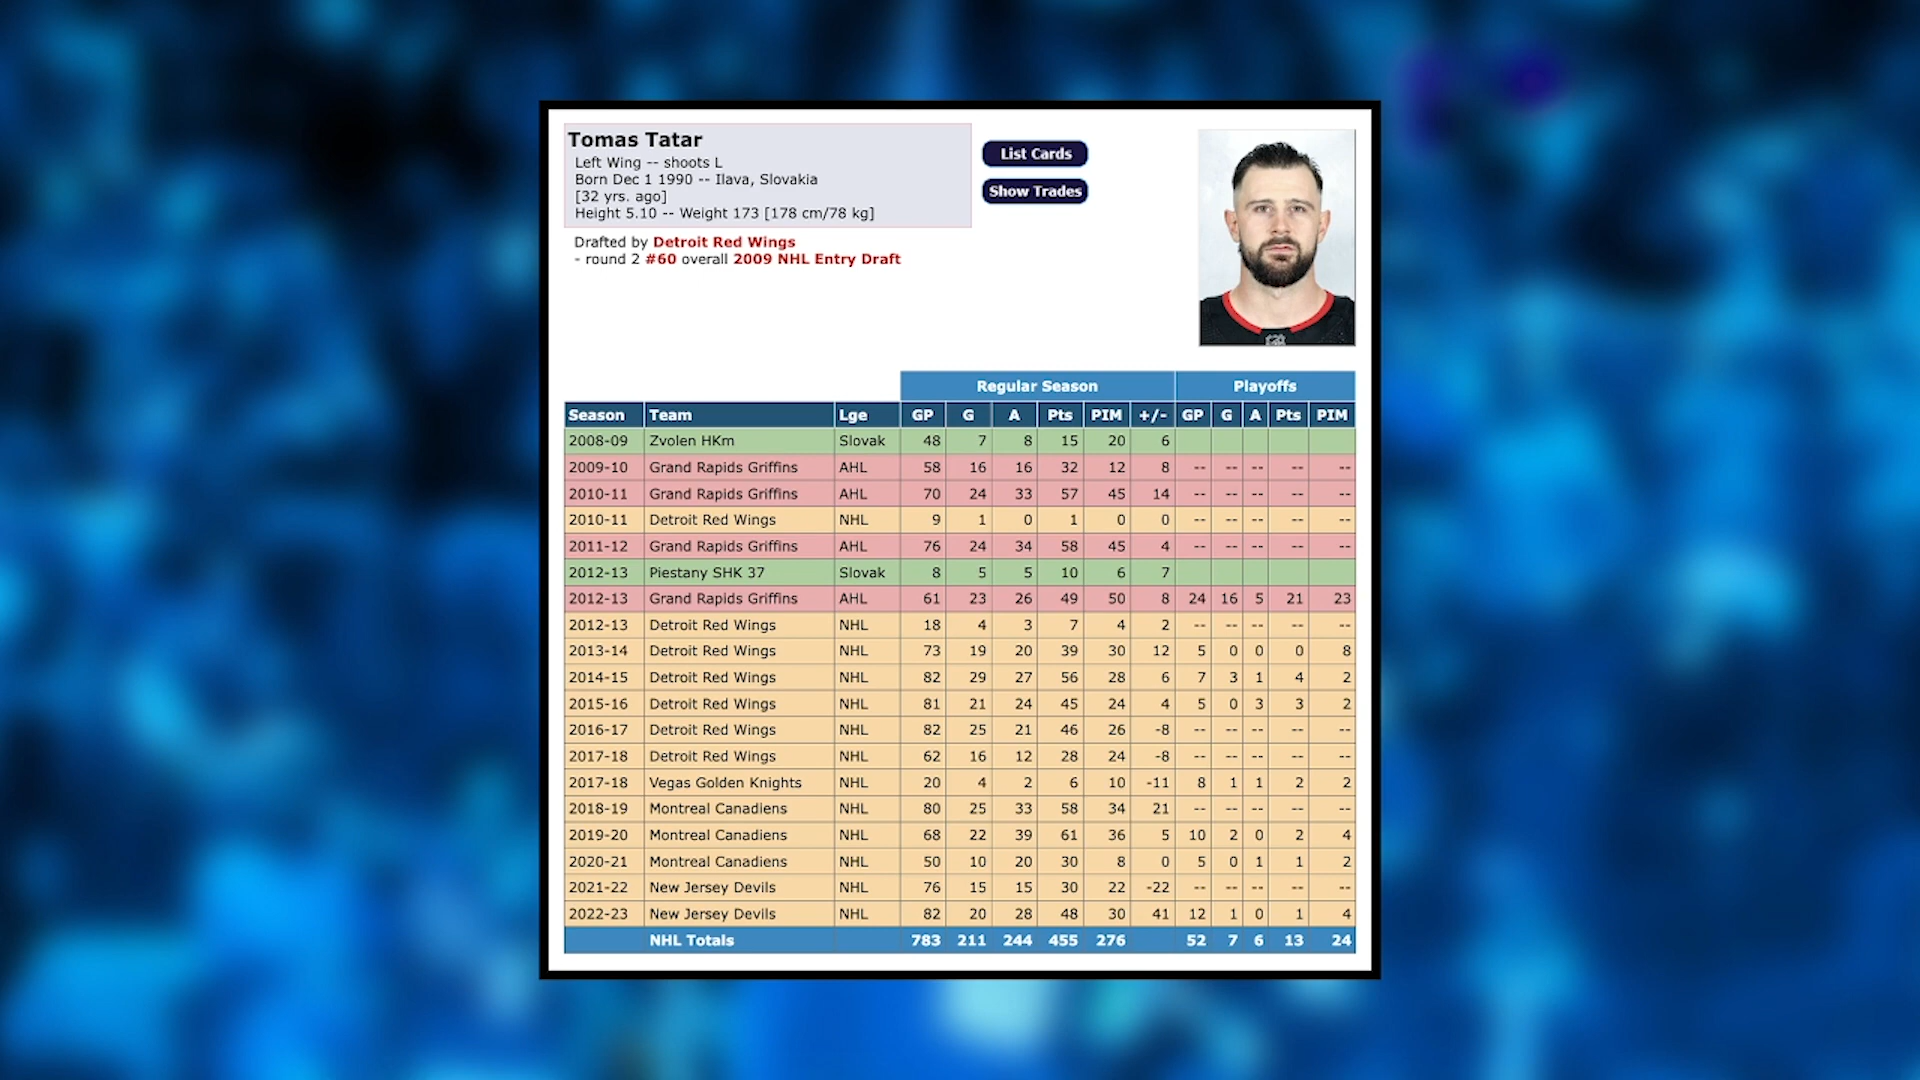 Tomas Tatar
Left Wing -- shoots L
Born Dec 1 1990 -- Ilava, Slovakia
[32 yrs. ago]
Height 5.10 -- Weight 173 [178 cm/78 kg]
List Cards
Show Trades
Drafted by Detroit Red Wings
- round 2 #60 overall 2009 NHL Entry Draft
Regular Season Playoffs
Season Team Lge GP G A Pts PIM +/- GP G A Pts PIM
2008-09 Zvolen HKm Slovak 48 7 8 15 20 6
2009-10 Grand Rapids Griffins AHL 58 16 16 32 12 8 -- -- -- -- --
2010-11 Grand Rapids Griffins AHL 70 24 33 57 45 14 -- -- -- -- --
2010-11 Detroit Red Wings NHL 9 1 0 1 0 0 -- -- -- -- --
2011-12 Grand Rapids Griffins AHL 76 24 34 58 45 4 -- -- -- -- --
2012-13 Piestany SHK 37 Slovak 8 5 5 10 6 7
2012-13 Grand Rapids Griffins AHL 61 23 26 49 50 8 24 16 5 21 23
2012-13 Detroit Red Wings NHL 18 4 3 7 4 2 -- -- -- -- --
2013-14 Detroit Red Wings NHL 73 19 20 39 30 12 5 0 0 0 8
2014-15 Detroit Red Wings NHL 82 29 27 56 28 6 7 3 1 4 2
2015-16 Detroit Red Wings NHL 81 21 24 45 24 4 5 0 3 3 2
2016-17 Detroit Red Wings NHL 82 25 21 46 26 -8 -- -- -- -- --
2017-18 Detroit Red Wings NHL 62 16 12 28 24 -8 -- -- -- -- --
2017-18 Vegas Golden Knights NHL 20 4 2 6 10 -11 8 1 1 2 2
2018-19 Montreal Canadiens NHL 80 25 33 58 34 21 -- -- -- -- --
2019-20 Montreal Canadiens NHL 68 22 39 61 36 5 10 2 0 2 4
2020-21 Montreal Canadiens NHL 50 10 20 30 8 0 5 0 1 1 2
2021-22 New Jersey Devils NHL 76 15 15 30 22 -22 -- -- -- -- --
2022-23 New Jersey Devils NHL 82 20 28 48 30 41 12 1 0 1 4
NHL Totals 783 211 244 455 276 52 7 6 13 24